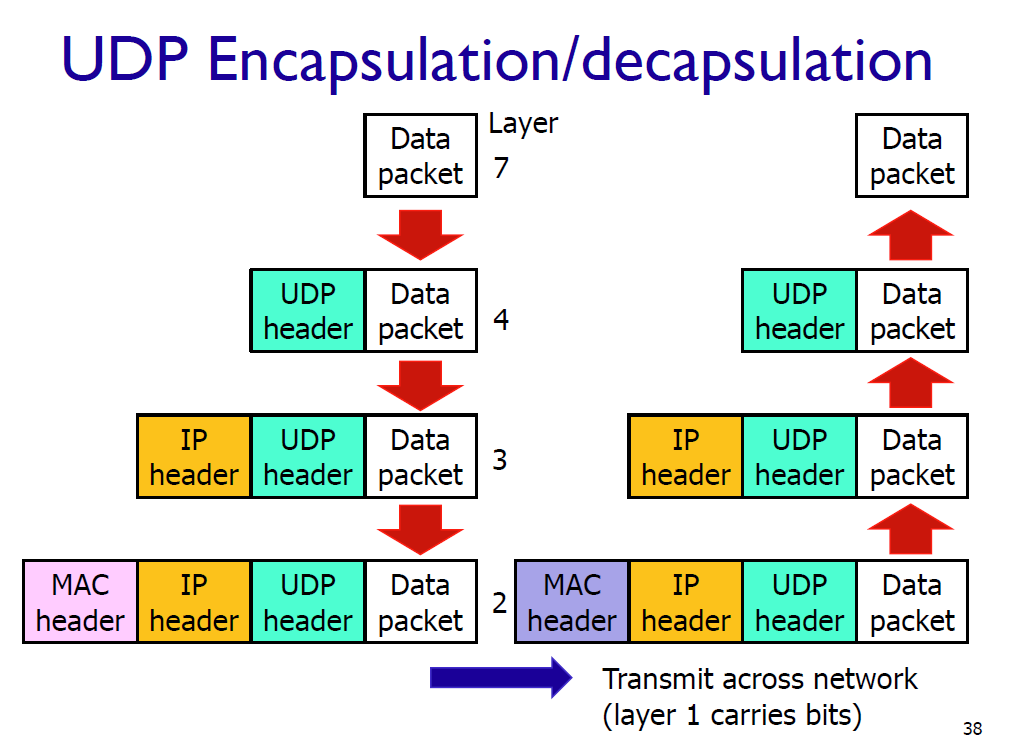 UDP Encapsulation/decapsulation
Data
packet
Layer
7
Data
packet
UDP
header
Data
packet
4
UDP
header
Data
packet
IP
header
UDP
header
Data
packet
3
IP
header
UDP
header
Data
packet
MAC
header
IP
header
UDP
header
Data
packet
2
MAC
header
IP
header
UDP
header
Data
packet
Transmit across network
(layer 1 carries bits)
38